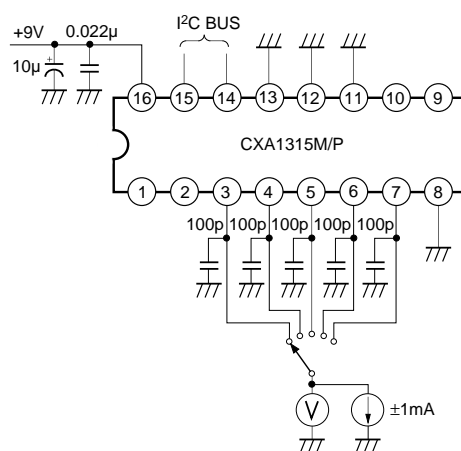 I²C BUS
+9V 0.022μ
10μ +
16 15 14 13 12 11 10 9
CXA1315M/P
1 2 3 4 5 6 7 8
100p 100p 100p 100p 100p
V ±1mA